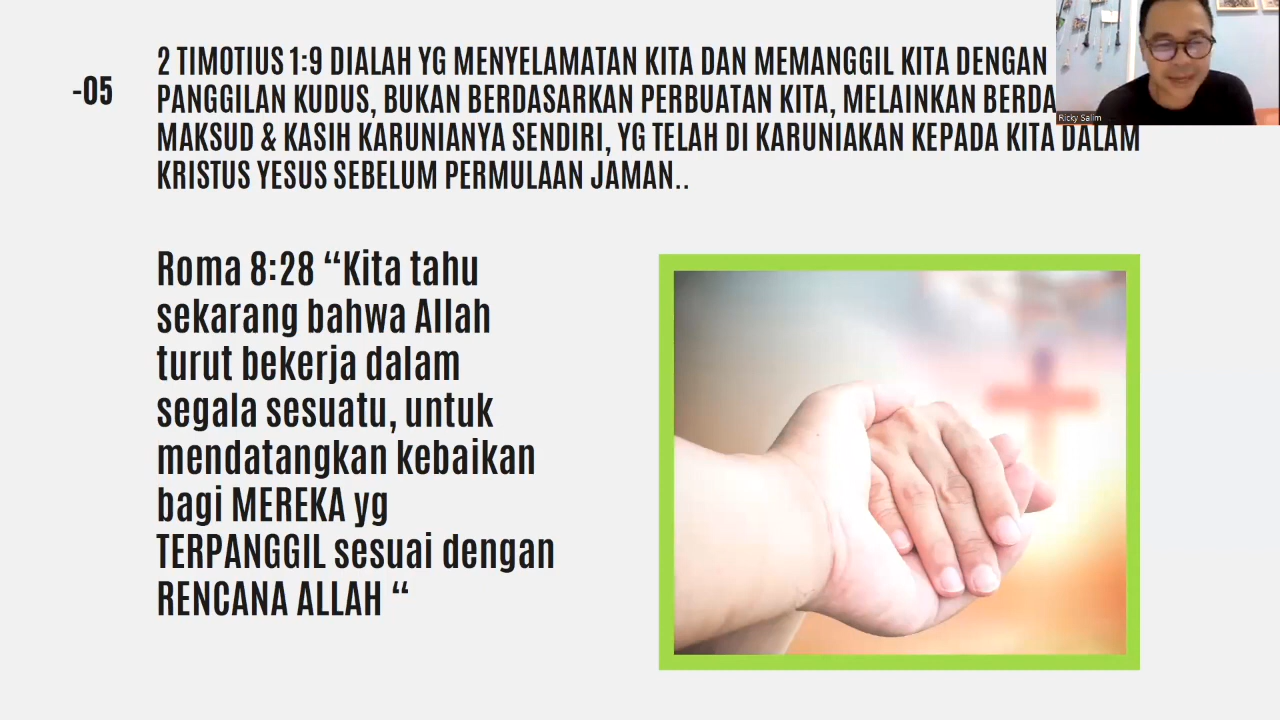 -05
2 TIMOTIUS 1:9 DIALAH YG MENYELAMATAN KITA DAN MEMANGGIL KITA DENGAN
PANGGILAN KUDUS, BUKAN BERDASARKAN PERBUATAN KITA, MELAINKAN
MAKSUD & KASIH KARUNIANYA SENDIRI, YG TELAH DI KARUNIAKAN KEPADA KITA DALAM
KRISTUS YESUS SEBELUM PERMULAAN JAMAN..
Ricky Salim
Roma 8:28 “Kita tahu
sekarang bahwa Allah
turut bekerja dalam
segala sesuatu, untuk
mendatangkan kebaikan
bagi MEREKA yg
TERPANGGIL sesuai dengan
RENCANA ALLAH “